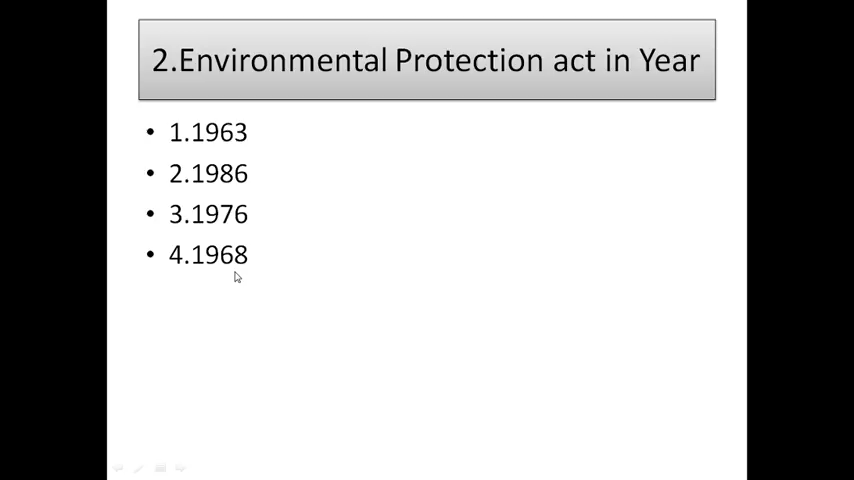 2.Environmental Protection act in Year
• 1.1963
• 2.1986
• 3.1976
• 4.1968